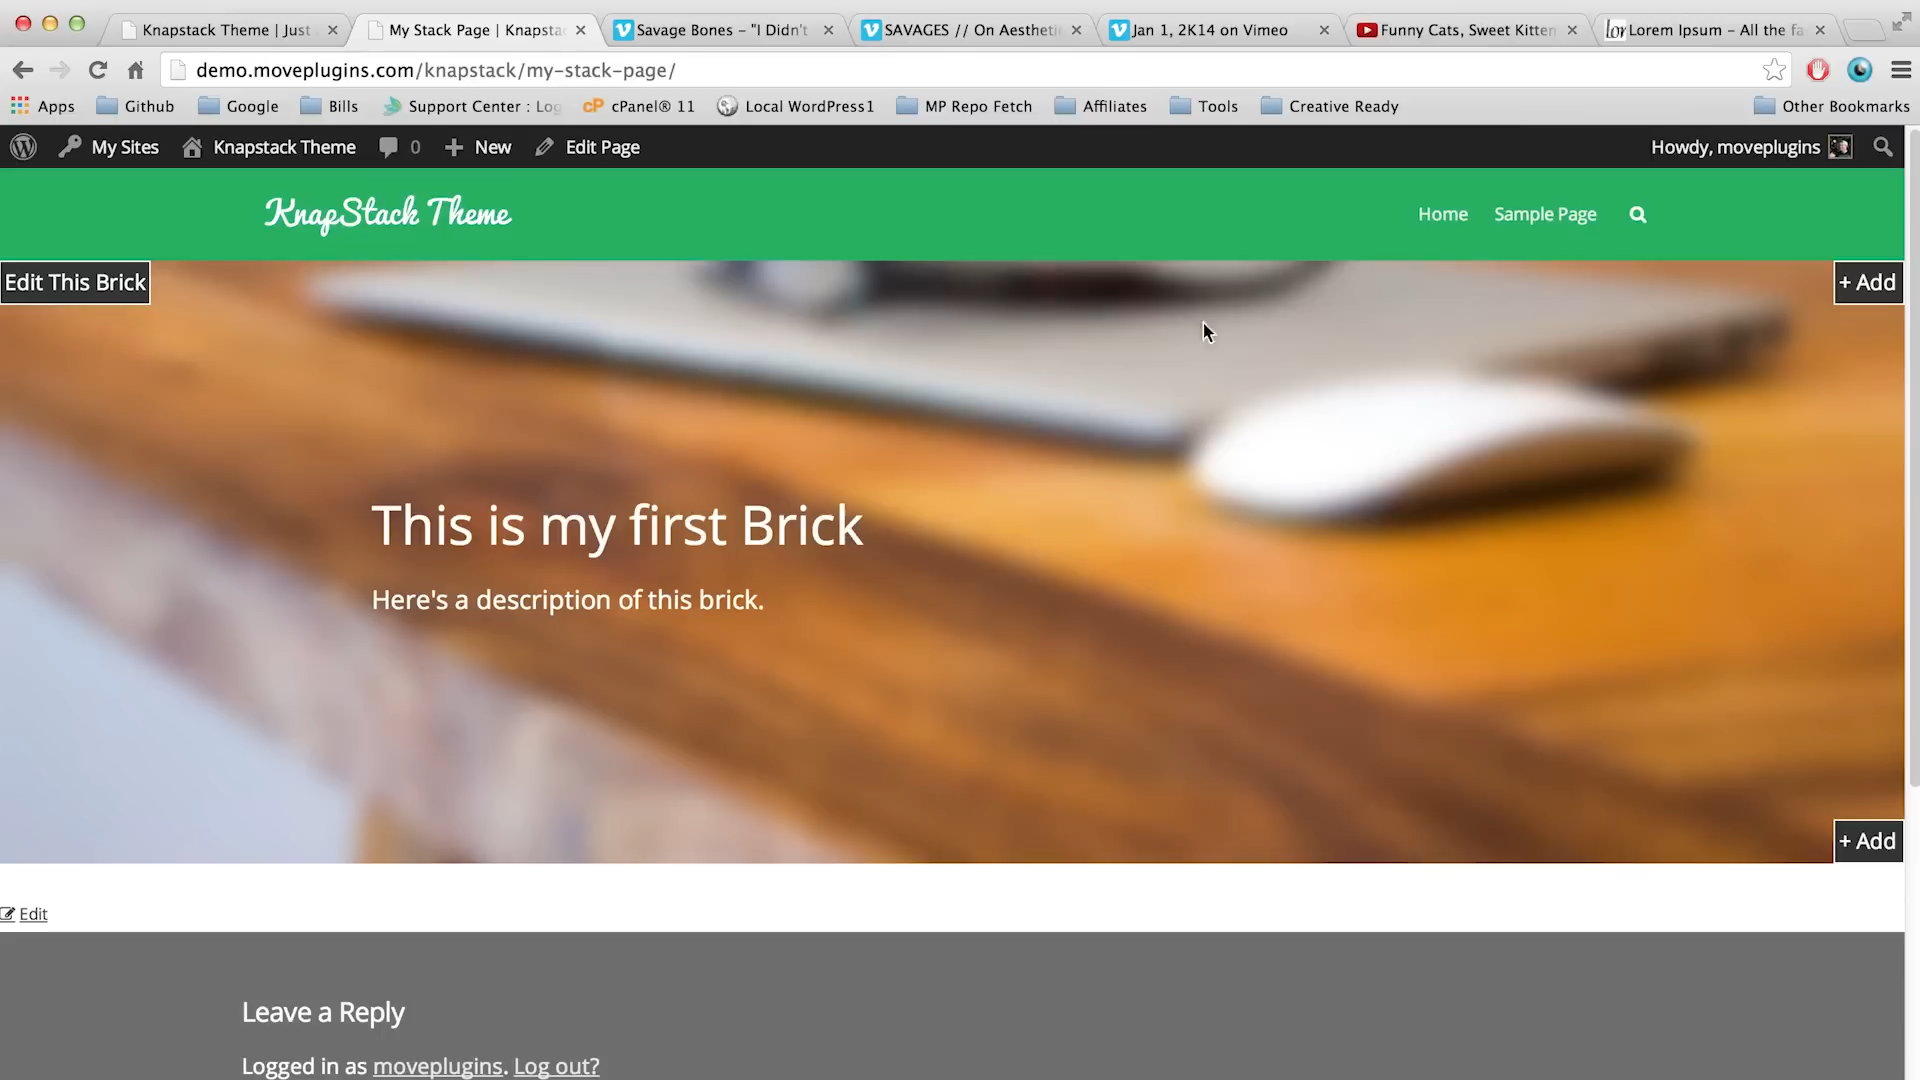 Knapstack Theme | Just
My Stack Page | Knapsta
Savage Bones – "I Didn't
SAVAGES // On Aestheti
Jan 1, 2K14 on Vimeo
Funny Cats, Sweet Kitten
Lorem Ipsum – All the fa
demo.moveplugins.com/knapstack/my-stack-page/
Apps Github Google Bills Support Center : Log cP cPanel® 11 Local WordPress1 MP Repo Fetch Affiliates Tools Creative Ready Other Bookmarks
My Sites Knapstack Theme 0 + New Edit Page Howdy, moveplugins
KnapStack Theme Home Sample Page
Edit This Brick + Add
This is my first Brick
Here's a description of this brick.
+ Add
Edit
Leave a Reply
Logged in as moveplugins. Log out?